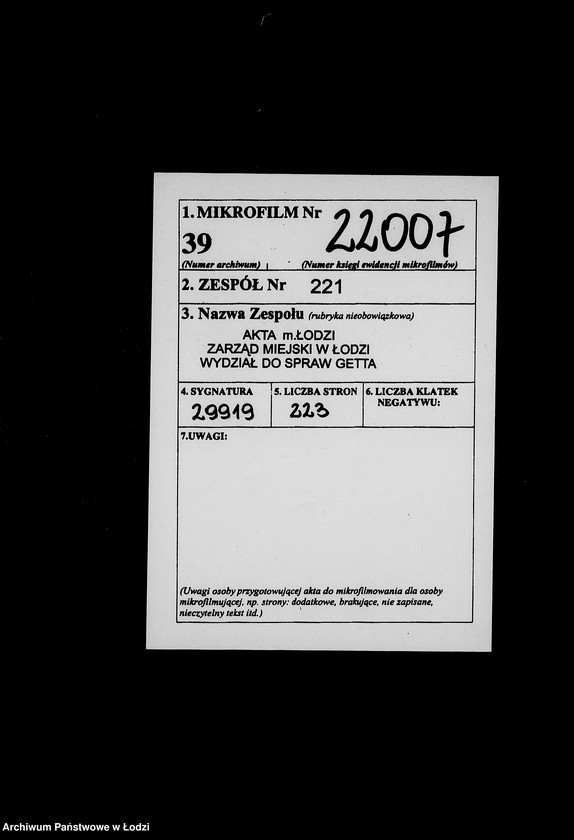 1. MIKROFILM Nr 22007
39
(Numer archiwum) (Numer księgi ewidencji mikrofilmów)
2. ZESPÓŁ Nr 221
3. Nazwa Zespołu (rubryka nieobowiązkowa)
AKTA m.ŁODZI
ZARZĄD MIEJSKI W ŁODZI
WYDZIAŁ DO SPRAW GETTA
4. SYGNATURA 5. LICZBA STRON 6. LICZBA KLATEK
NEGATYWU:
29919 223
7.UWAGI:
(Uwagi osoby przygotowującej akta do mikrofilmowania dla osoby
mikrofilmującej, np. strony: dodatkowe, brakujące, nie zapisane,
nieczytelny tekst itd.)
Archiwum Państwowe w Łodzi